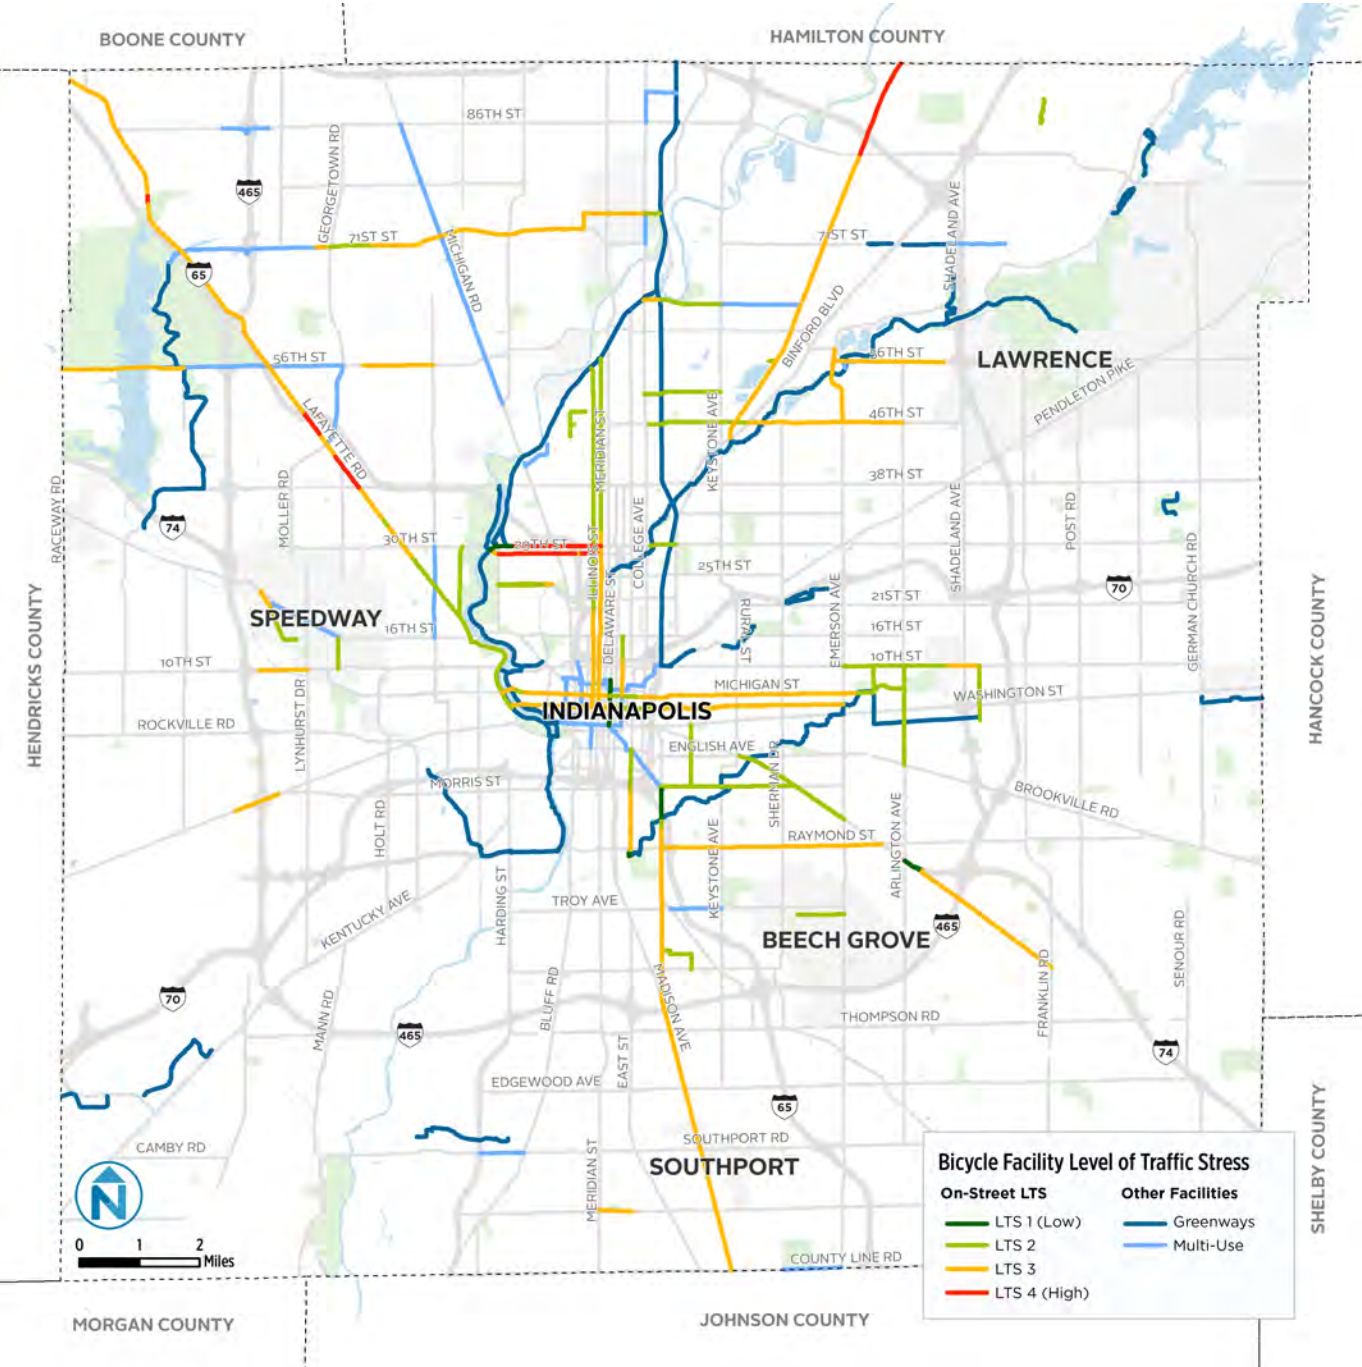 BOONE COUNTY
HAMILTON COUNTY
86TH ST
GEORGETOWN RD
465
SHADELAND AVE
71ST ST
MICHIGAN RD
71ST ST
65
BINFORD BLVD
56TH ST
56TH ST
LAWRENCE
PENDLETON PIKE
LAFAYETTE RD
MERIDIAN ST
KEYSTONE AVE
46TH ST
38TH ST
RACEWAY RD
MOLLER RD
74
COLLEGE AVE
SHADELAND AVE
POST RD
30TH ST
29TH ST
ILLINOIS ST
25TH ST
GERMAN CHURCH RD
70
HENDRICKS COUNTY
HANCOCK COUNTY
SPEEDWAY
DELAWARE ST
RURAL ST
EMERSON AVE
21ST ST
16TH ST
16TH ST
10TH ST
10TH ST
MICHIGAN ST
WASHINGTON ST
LYNHURST DR
INDIANAPOLIS
ROCKVILLE RD
ENGLISH AVE
SHERMAN DR
MORRIS ST
BROOKVILLE RD
HOLT RD
KEYSTONE AVE
RAYMOND ST
ARLINGTON AVE
HARDING ST
TROY AVE
KENTUCKY AVE
BEECH GROVE
465
SENOUR RD
70
MANN RD
BLUFF RD
MADISON AVE
FRANKLIN RD
THOMPSON RD
465
EAST ST
74
EDGEWOOD AVE
65
SHELBY COUNTY
CAMBY RD
MERIDIAN ST
SOUTHPORT RD
SOUTHPORT
N
0 1 2
Miles
COUNTY LINE RD
Bicycle Facility Level of Traffic Stress
On-Street LTS
LTS 1 (Low)
LTS 2
LTS 3
LTS 4 (High)
Other Facilities
Greenways
Multi-Use
MORGAN COUNTY
JOHNSON COUNTY